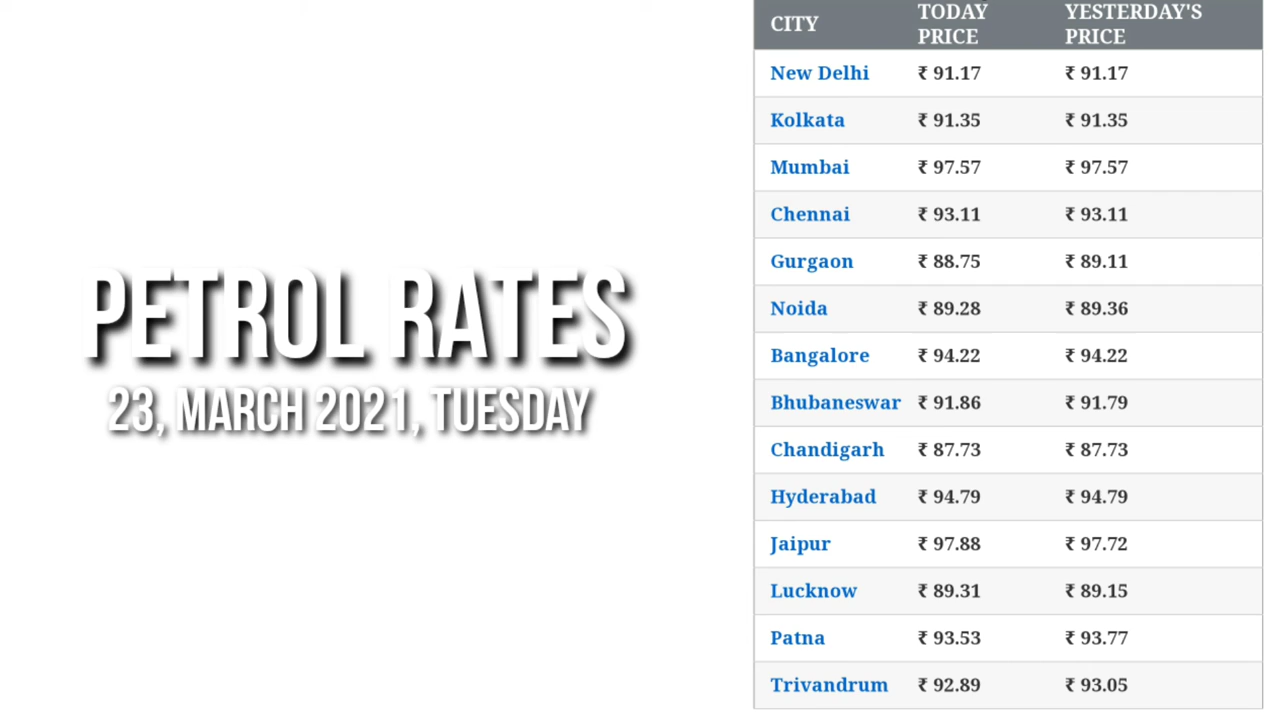 PETROL RATES
23, MARCH 2021, TUESDAY
CITY TODAY PRICE YESTERDAY'S PRICE
New Delhi ₹ 91.17 ₹ 91.17
Kolkata ₹ 91.35 ₹ 91.35
Mumbai ₹ 97.57 ₹ 97.57
Chennai ₹ 93.11 ₹ 93.11
Gurgaon ₹ 88.75 ₹ 89.11
Noida ₹ 89.28 ₹ 89.36
Bangalore ₹ 94.22 ₹ 94.22
Bhubaneswar ₹ 91.86 ₹ 91.79
Chandigarh ₹ 87.73 ₹ 87.73
Hyderabad ₹ 94.79 ₹ 94.79
Jaipur ₹ 97.88 ₹ 97.72
Lucknow ₹ 89.31 ₹ 89.15
Patna ₹ 93.53 ₹ 93.77
Trivandrum ₹ 92.89 ₹ 93.05